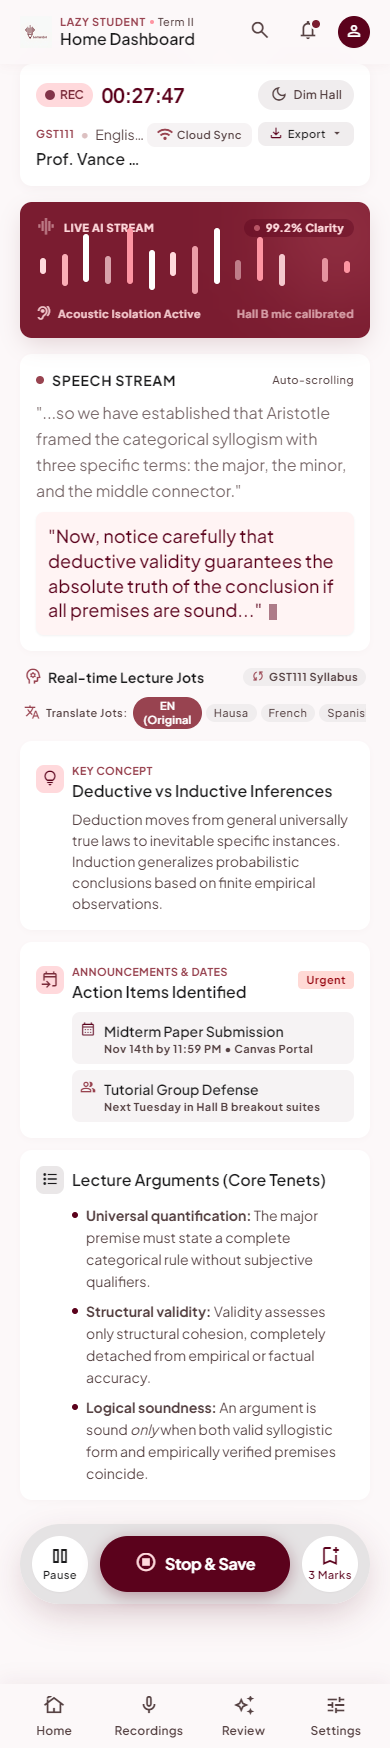 LAZY STUDENT • Term II
Home Dashboard
REC 00:27:47 Dim Hall
GST111 • Englis... Cloud Sync Export
Prof. Vance ...
LIVE AI STREAM 99.2% Clarity
Acoustic Isolation Active Hall B mic calibrated
SPEECH STREAM Auto-scrolling
"...so we have established that Aristotle
framed the categorical syllogism with
three specific terms: the major, the minor,
and the middle connector."
"Now, notice carefully that
deductive validity guarantees the
absolute truth of the conclusion if
all premises are sound..."
Real-time Lecture Jots GST111 Syllabus
Translate Jots: EN (Original Hausa French Spanis
KEY CONCEPT
Deductive vs Inductive Inferences
Deduction moves from general universally
true laws to inevitable specific instances.
Induction generalizes probabilistic
conclusions based on finite empirical
observations.
ANNOUNCEMENTS & DATES
Action Items Identified Urgent
Midterm Paper Submission
Nov 14th by 11:59 PM • Canvas Portal
Tutorial Group Defense
Next Tuesday in Hall B breakout suites
Lecture Arguments (Core Tenets)
• Universal quantification: The major
premise must state a complete
categorical rule without subjective
qualifiers.
• Structural validity: Validity assesses
only structural cohesion, completely
detached from empirical or factual
accuracy.
• Logical soundness: An argument is
sound only when both valid syllogistic
form and empirically verified premises
coincide.
Pause Stop & Save 3 Marks
Home Recordings Review Settings